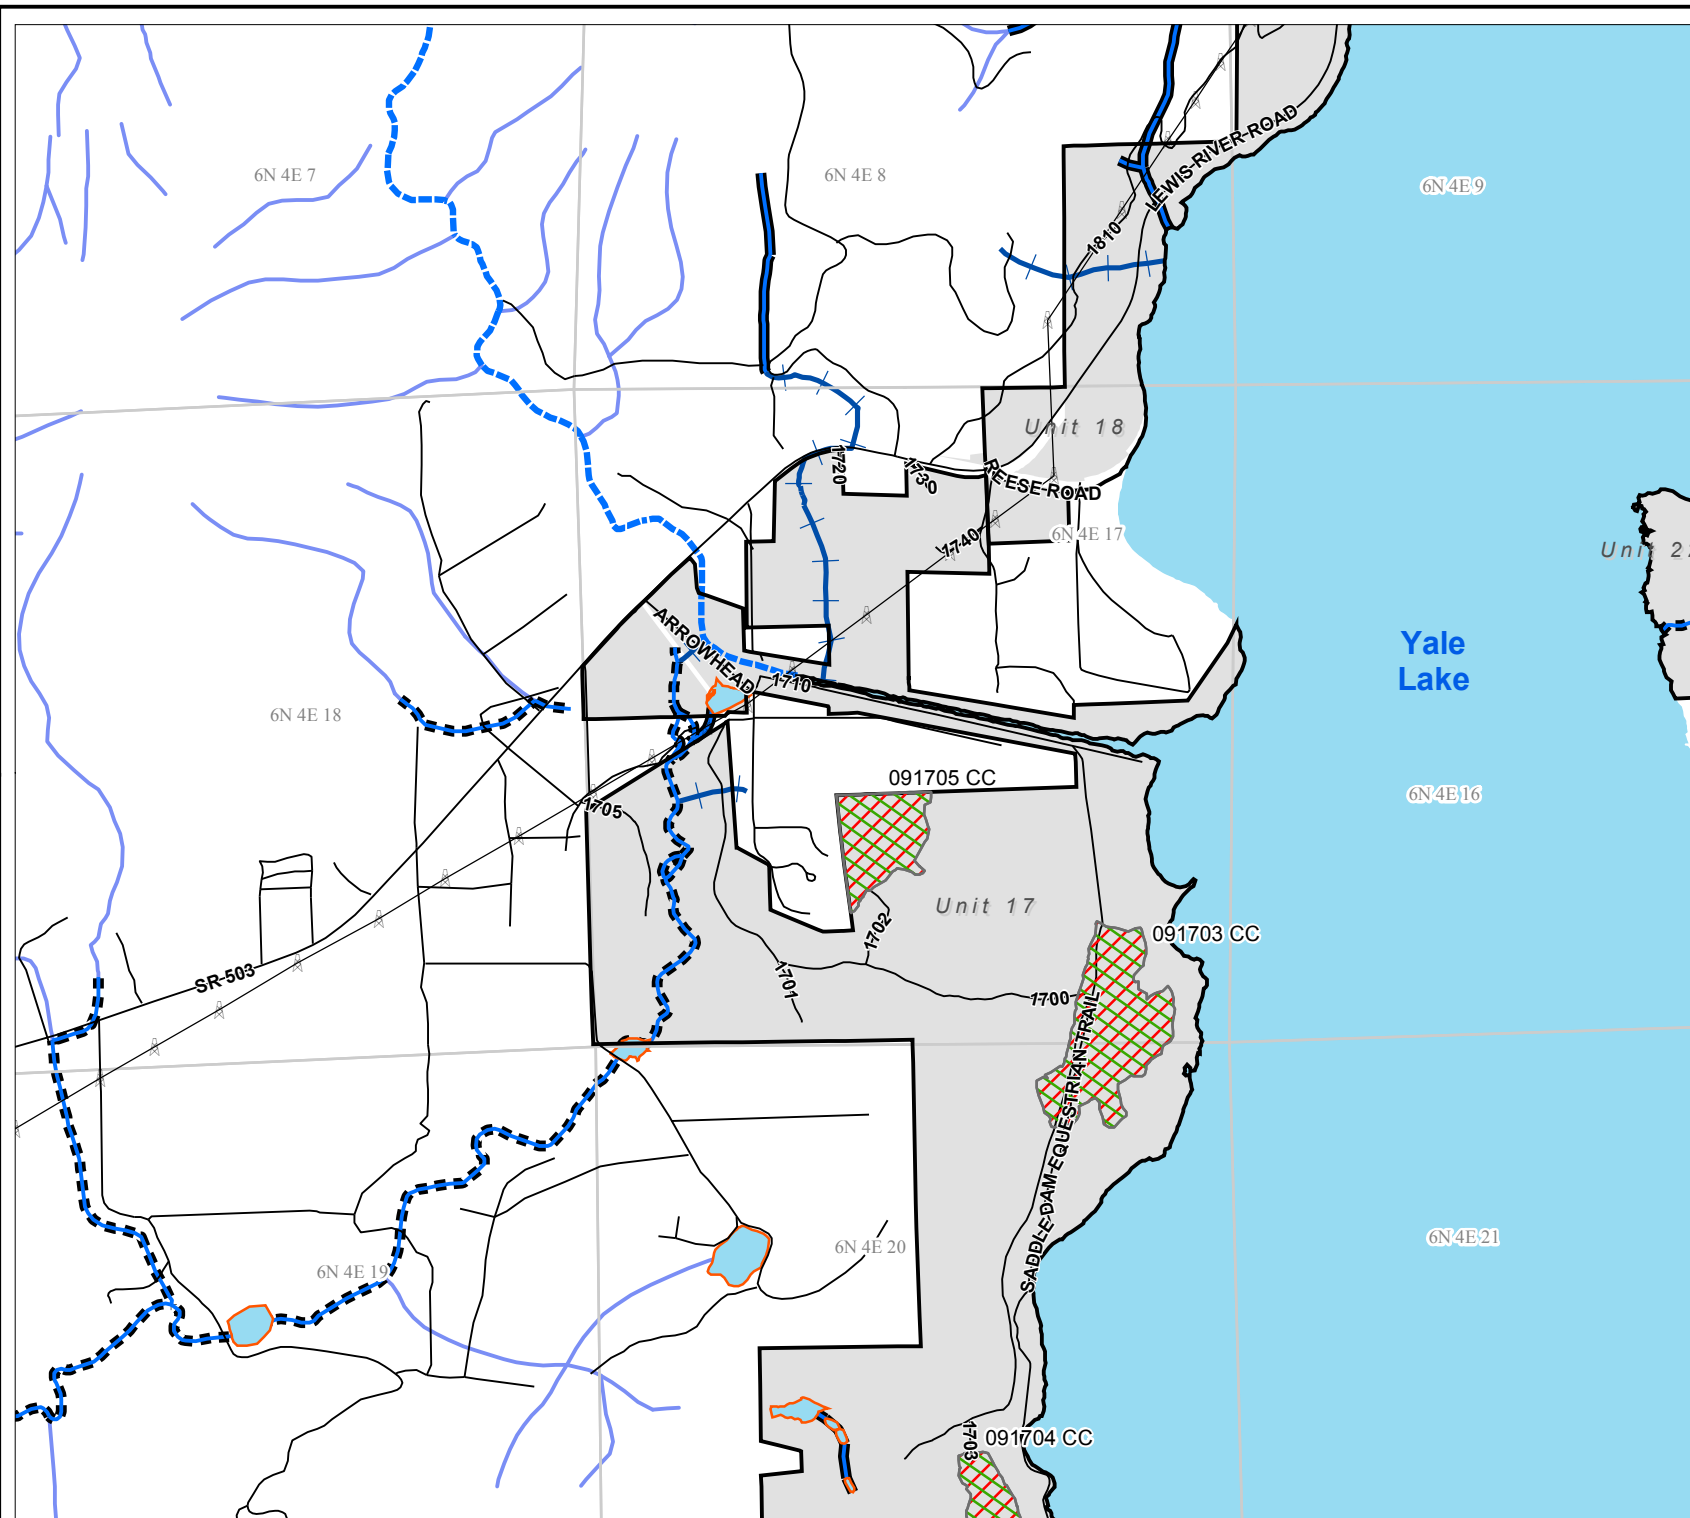 LEWIS RIVER ROAD
6N 4E 7
6N 4E 8
6N 4E 9
1810
Unit 18
1720
1730
REESE ROAD
1740
6N 4E 17
Unit 2
ARROWHEAD
Yale
Lake
1710
6N 4E 18
091705 CC
6N 4E 16
1705
Unit 17
1702
091703 CC
SR-503
1701
1700
SADDLE DAM EQUESTRIAN TRAIL
6N 4E 20
6N 4E 21
6N 4E 19
1703
091704 CC